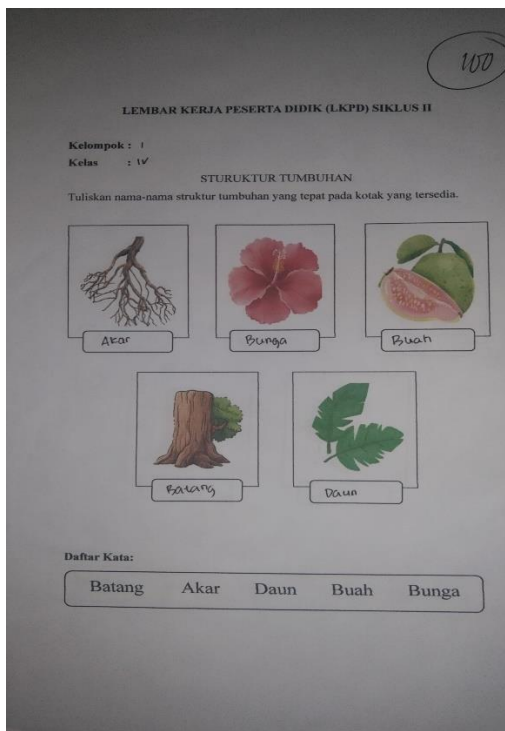 100
LEMBAR KERJA PESERTA DIDIK (LKPD) SIKLUS II
Kelompok : I
Kelas : IV
STURUKTUR TUMBUHAN
Tuliskan nama-nama struktur tumbuhan yang tepat pada kotak yang tersedia.
Akar Bunga Buah
Batang Daun
Daftar Kata:
Batang Akar Daun Buah Bunga